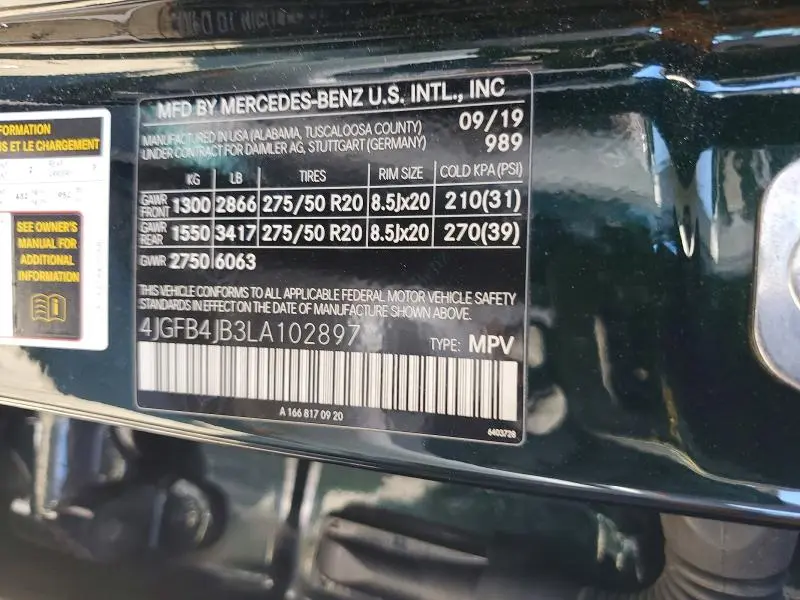 MFD BY MERCEDES-BENZ U.S. INTL., INC
MANUFACTURED IN USA (ALABAMA, TUSCALOOSA COUNTY) 09/19
UNDER CONTRACT FOR DAIMLER AG, STUTTGART (GERMANY) 989
KG LB TIRES RIM SIZE COLD KPA (PSI)
GAWR FRONT 1300 2866 275/50 R20 8.5Jx20 210(31)
GAWR REAR 1550 3417 275/50 R20 8.5Jx20 270(39)
GVWR 2750 6063
THIS VEHICLE CONFORMS TO ALL APPLICABLE FEDERAL MOTOR VEHICLE SAFETY
STANDARDS IN EFFECT ON THE DATE OF MANUFACTURE SHOWN ABOVE.
4JGFB4JB3LA102897 TYPE: MPV
A 166 817 09 20
6403728
FORMATION
NS ET LE CHARGEMENT
SEE OWNER'S
MANUAL FOR
ADDITIONAL
INFORMATION